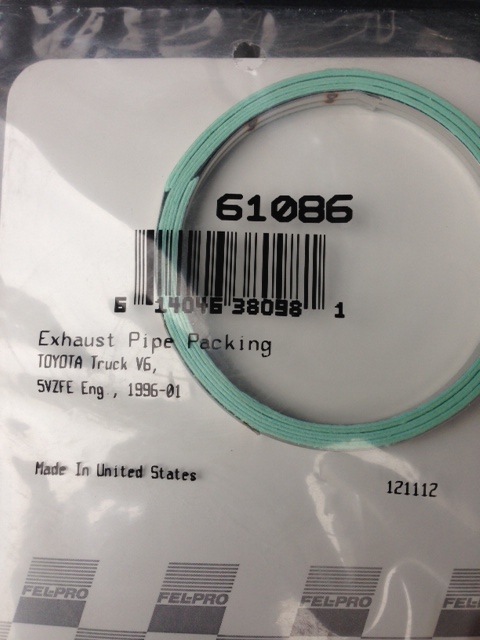 61086
6 14046 38098 1
Exhaust Pipe Packing
TOYOTA Truck V6,
5VZFE Eng., 1996-01
Made In United States
121112
FEL-PRO FEL-PRO FEL-PRO FEL-P